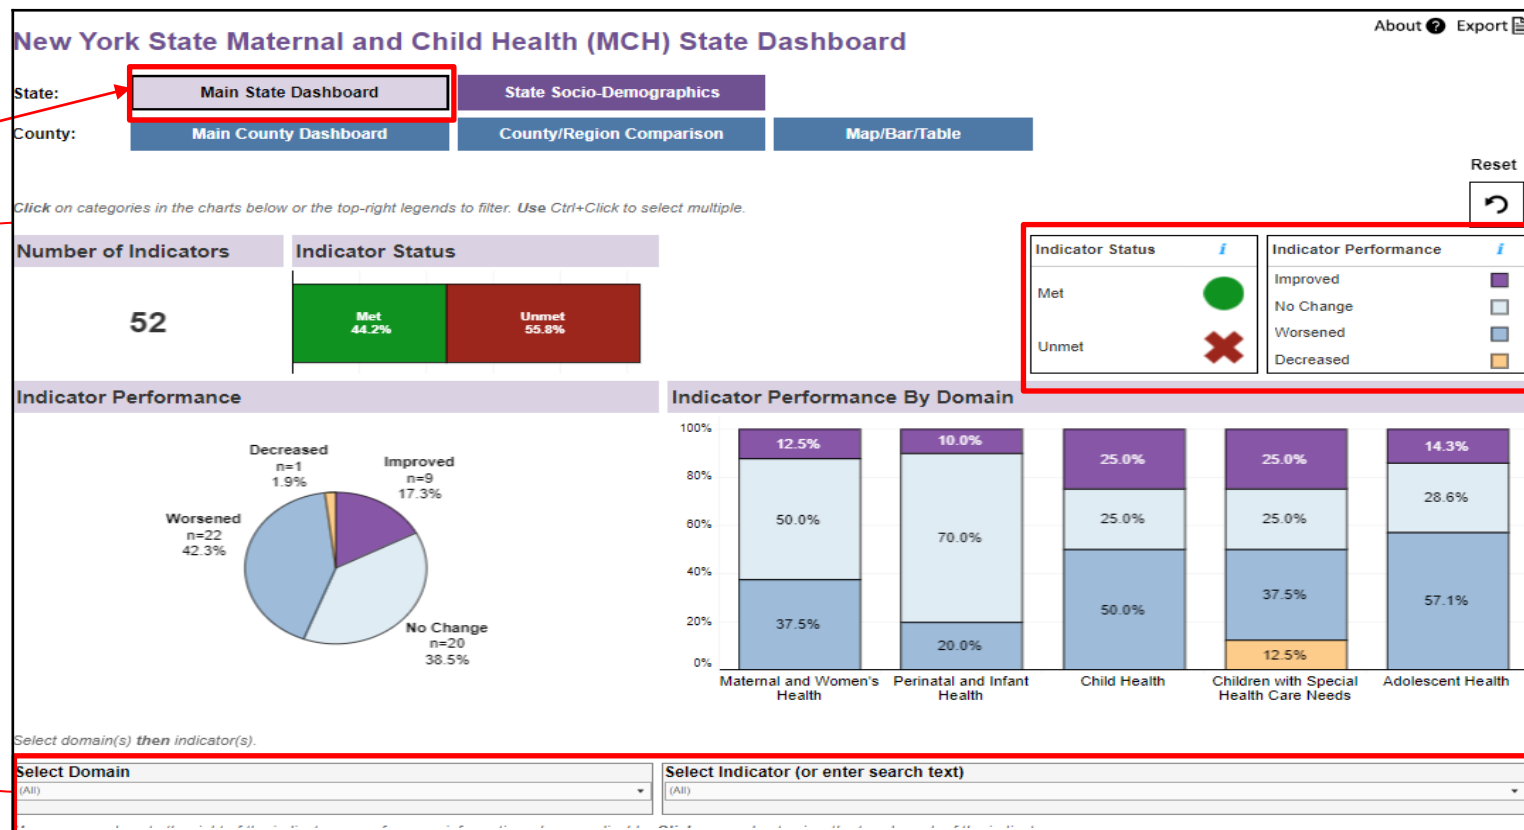 About ? Export
New York State Maternal and Child Health (MCH) State Dashboard
State:
Main State Dashboard
State Socio-Demographics
County:
Main County Dashboard
County/Region Comparison
Map/Bar/Table
Reset
Click on categories in the charts below or the top-right legends to filter. Use Ctrl+Click to select multiple.
Number of Indicators
Indicator Status
52
Met
44.2%
Unmet
55.8%
Indicator Status i
Met
Unmet
Indicator Performance i
Improved
No Change
Worsened
Decreased
Indicator Performance
Decreased
n=1
1.9%
Improved
n=9
17.3%
Worsened
n=22
42.3%
No Change
n=20
38.5%
Indicator Performance By Domain
100%
80%
60%
40%
20%
0%
12.5%
50.0%
37.5%
10.0%
70.0%
20.0%
25.0%
25.0%
50.0%
25.0%
25.0%
37.5%
12.5%
14.3%
28.6%
57.1%
Maternal and Women's
Health
Perinatal and Infant
Health
Child Health
Children with Special
Health Care Needs
Adolescent Health
Select domain(s) then indicator(s).
Select Domain
(All)
Select Indicator (or enter search text)
(All)